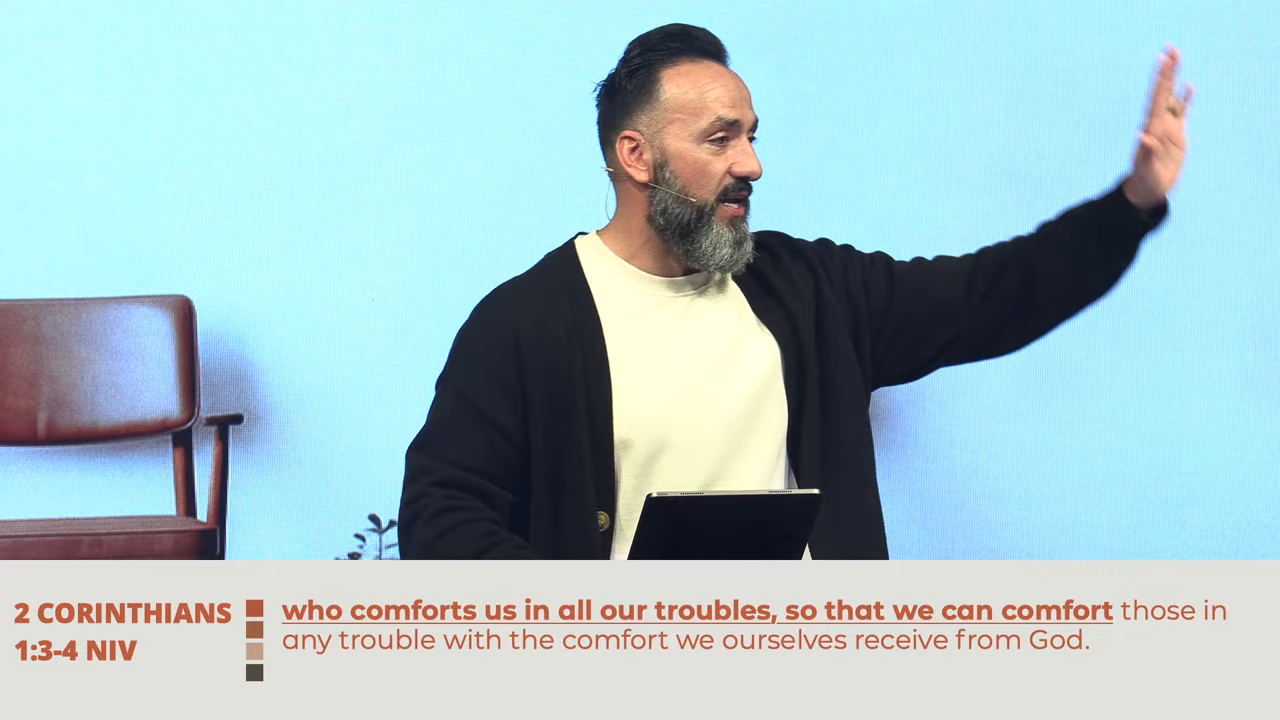 2 CORINTHIANS
1:3-4 NIV
who comforts us in all our troubles, so that we can comfort those in
any trouble with the comfort we ourselves receive from God.